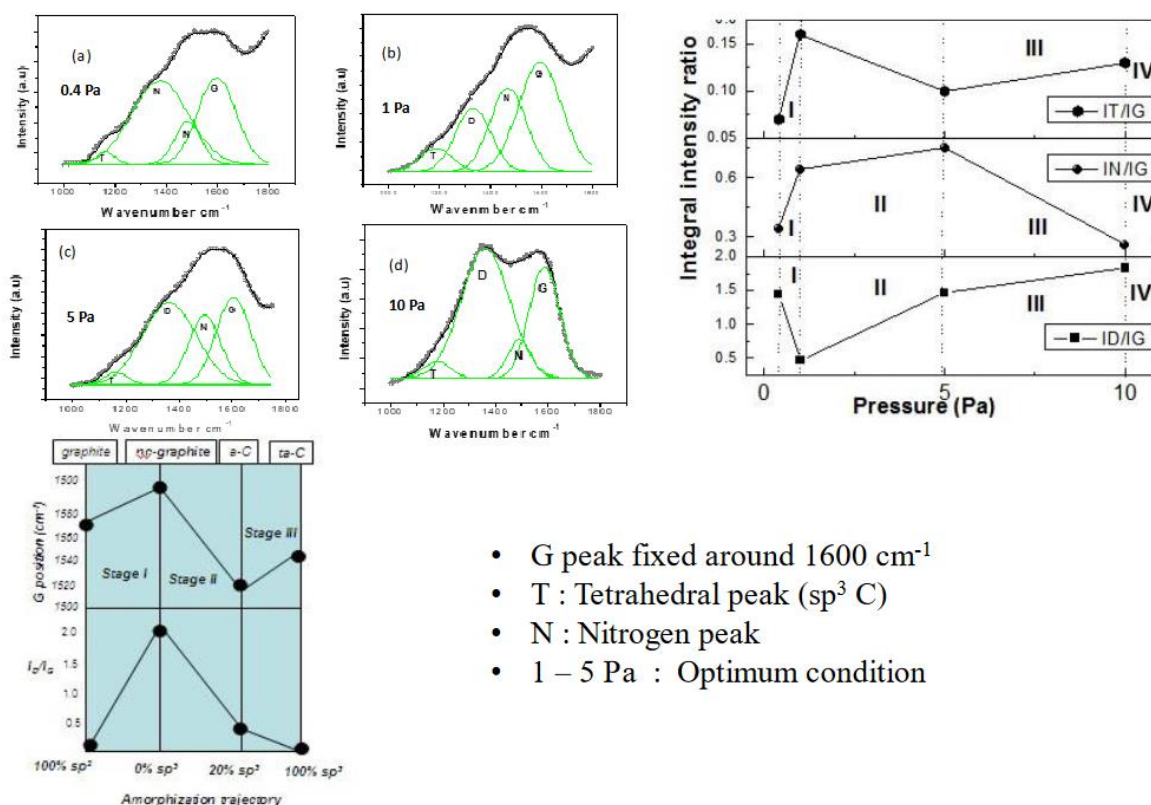 (a)
0.4 Pa
N
G
N
T
Intensity (a.u)
1000 1200 1400 1600 1800
Wavenumber cm⁻¹
(b)
1 Pa
D
N
G
T
Intensity (a.u)
Wavenmber cm⁻¹
(c)
5 Pa
D
N
G
T
Intensity (a.u)
1000 1200 1400 1600
Wavenumber cm⁻¹
(d)
10 Pa
D
G
N
T
Intensity (a.u)
1000 1200 1400 1600 1800
Wavenumber cm⁻¹
Integral intensity ratio
0.15
0.10
0.05
I
III
IV
IT/IG
0.6
0.3
I
II
III
IV
IN/IG
2.0
1.5
1.0
0.5
I
II
III
IV
ID/IG
0 5 10
Pressure (Pa)
graphite
nc-graphite
a-C
ta-C
G position (cm⁻¹)
1560
1540
1520
1500
Stage I
Stage II
Stage III
I_D/I_G
2.0
1.5
1.0
0.5
100% sp² 0% sp³ 20% sp³ 100% sp³
Amorphization trajectory
• G peak fixed around 1600 cm⁻¹
• T : Tetrahedral peak (sp³ C)
• N : Nitrogen peak
• 1 – 5 Pa : Optimum condition